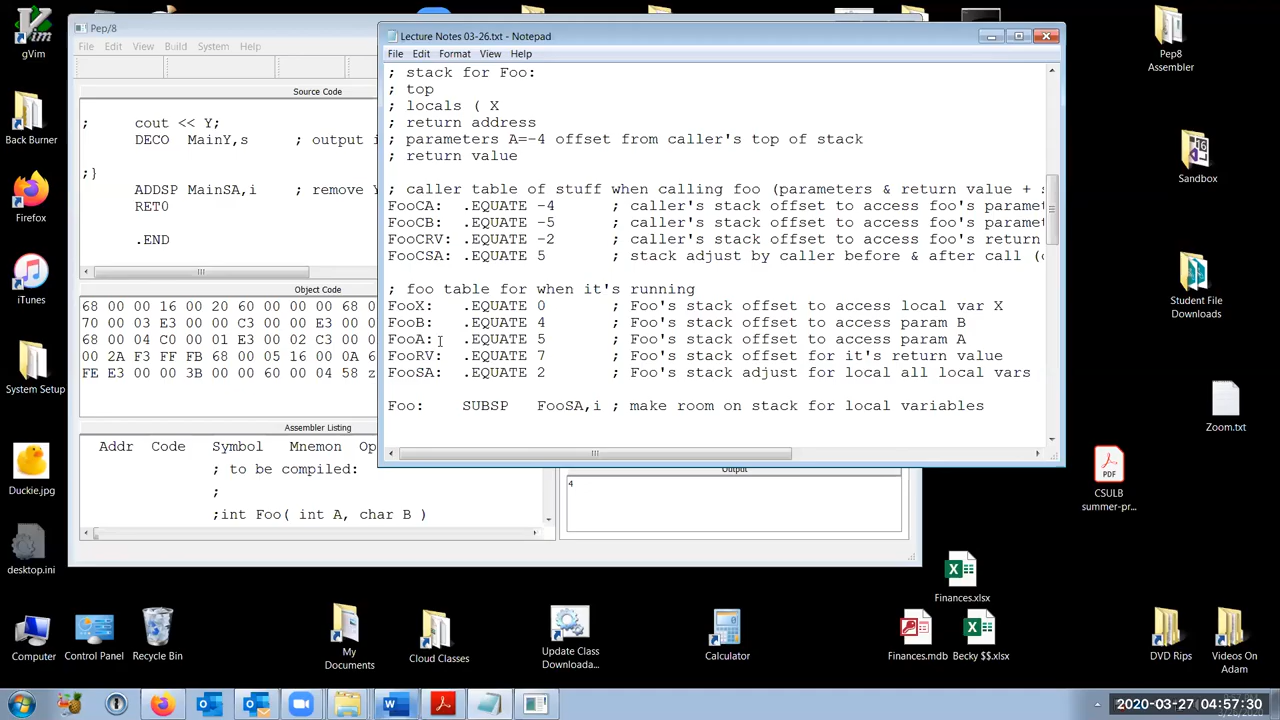 gVim
Back Burner
Firefox
iTunes
System Setup
Duckie.jpg
desktop.ini
Computer
Control Panel
Recycle Bin
My Documents
Cloud Classes
Update Class Downloada...
Calculator
Finances.mdb
Becky $$.xlsx
Finances.xlsx
DVD Rips
Videos On Adam
CSULB summer-pr...
Zoom.txt
Student File Downloads
Sandbox
Pep8 Assembler
Pep/8
File Edit View Build System Help
Source Code
; cout << Y;
DECO MainY,s ; output i
;}
ADDSP MainSA,i ; remove Y
RET0
.END
Object Code
68 00 00 16 00 20 60 00 00 00 68 0
70 00 03 E3 00 00 C3 00 00 E3 00 0
68 00 04 C0 00 01 E3 00 02 C3 00 0
00 2A F3 FF FB 68 00 05 16 00 0A 6
FE E3 00 00 3B 00 00 60 00 04 58 z
Assembler Listing
Addr Code Symbol Mnemon Op
; to be compiled:
;
;int Foo( int A, char B )
Output
4
Lecture Notes 03-26.txt - Notepad
File Edit Format View Help
; stack for Foo:
; top
; locals ( X
; return address
; parameters A=-4 offset from caller's top of stack
; return value
; caller table of stuff when calling foo (parameters & return value + s
FooCA: .EQUATE -4 ; caller's stack offset to access foo's parame
FooCB: .EQUATE -5 ; caller's stack offset to access foo's parame
FooCRV: .EQUATE -2 ; caller's stack offset to access foo's return
FooCSA: .EQUATE 5 ; stack adjust by caller before & after call (
; foo table for when it's running
FooX: .EQUATE 0 ; Foo's stack offset to access local var X
FooB: .EQUATE 4 ; Foo's stack offset to access param B
FooA: .EQUATE 5 ; Foo's stack offset to access param A
FooRV: .EQUATE 7 ; Foo's stack offset for it's return value
FooSA: .EQUATE 2 ; Foo's stack adjust for local all local vars
Foo: SUBSP FooSA,i ; make room on stack for local variables
2020-03-27 04:57:30